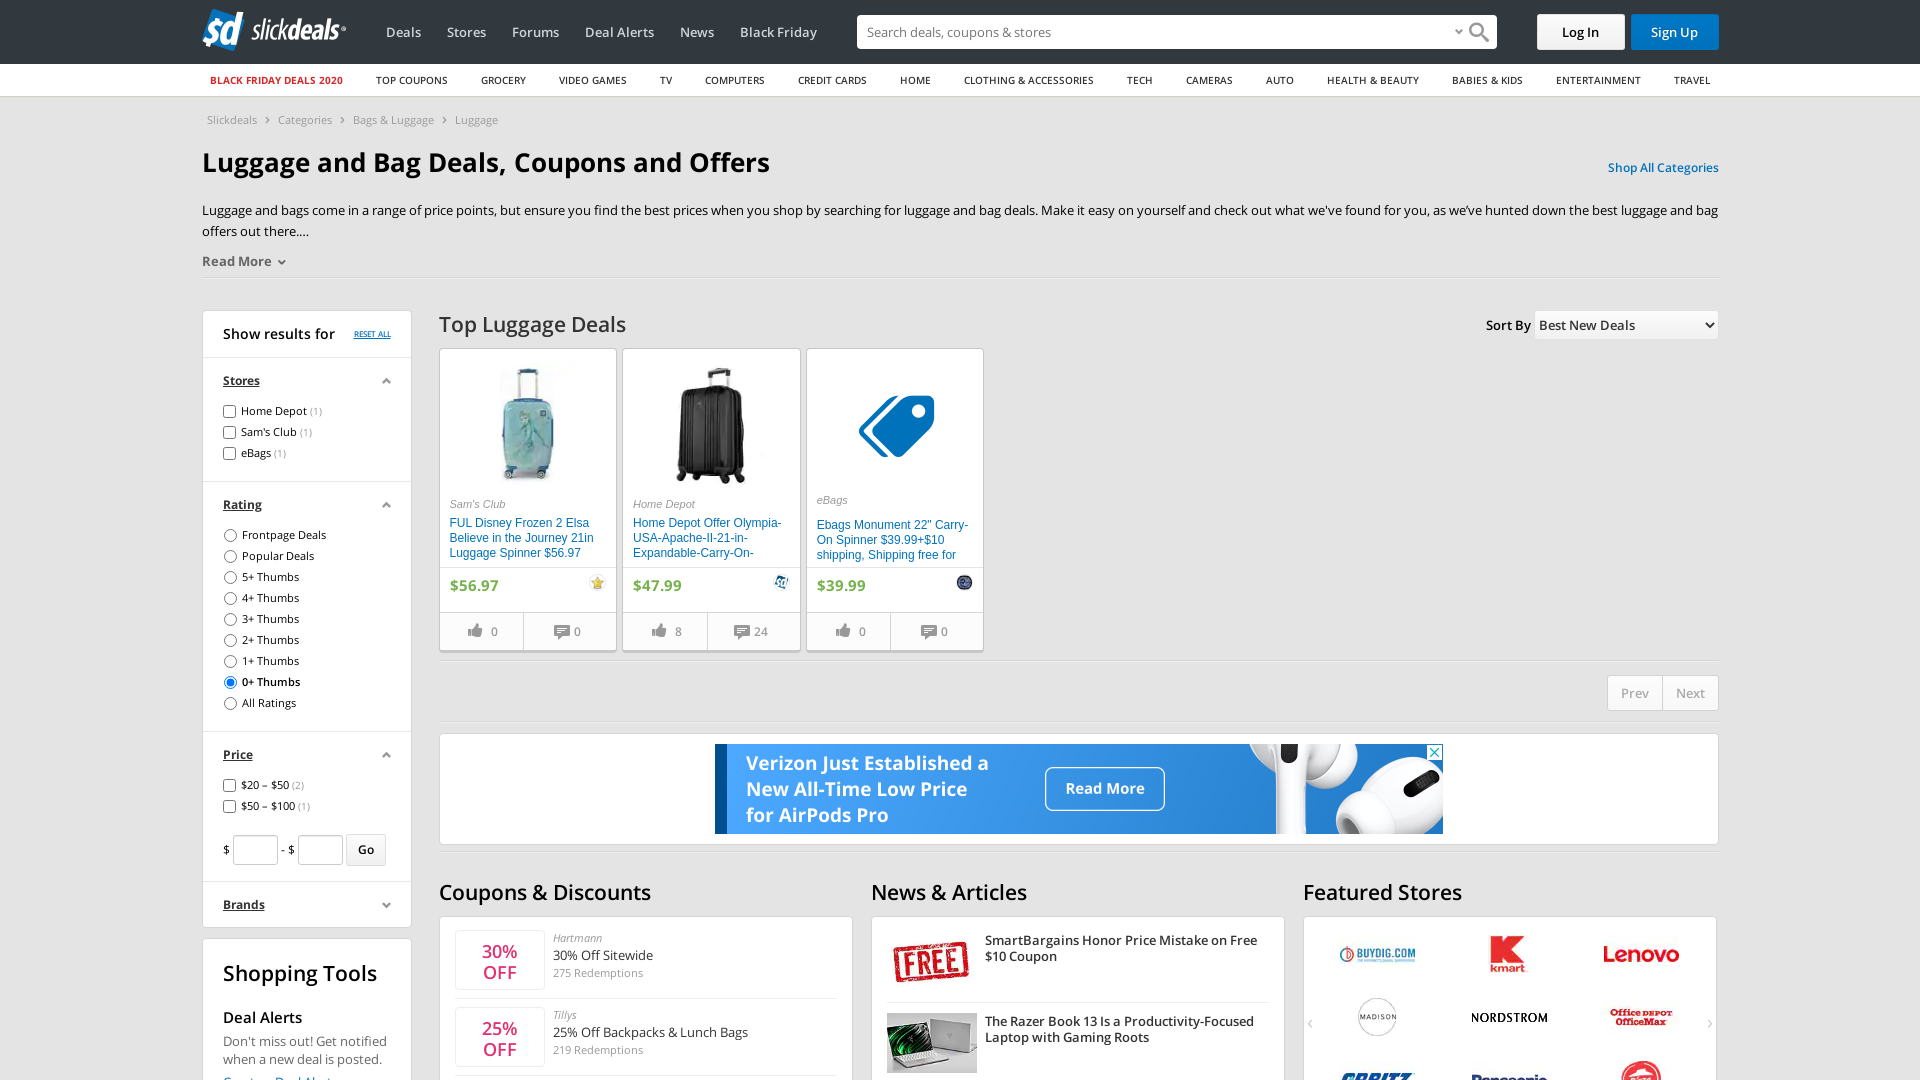 sd slickdeals
Deals
Stores
Forums
Deal Alerts
News
Black Friday
Search deals, coupons & stores
Log In
Sign Up
BLACK FRIDAY DEALS 2020
TOP COUPONS
GROCERY
VIDEO GAMES
TV
COMPUTERS
CREDIT CARDS
HOME
CLOTHING & ACCESSORIES
TECH
CAMERAS
AUTO
HEALTH & BEAUTY
BABIES & KIDS
ENTERTAINMENT
TRAVEL
Slickdeals > Categories > Bags & Luggage > Luggage
Luggage and Bag Deals, Coupons and Offers
Shop All Categories
Luggage and bags come in a range of price points, but ensure you find the best prices when you shop by searching for luggage and bag deals. Make it easy on yourself and check out what we've found for you, as we’ve hunted down the best luggage and bag
offers out there....
Read More
Show results for
RESET ALL
Stores
Home Depot (1)
Sam's Club (1)
eBags (1)
Rating
Frontpage Deals
Popular Deals
5+ Thumbs
4+ Thumbs
3+ Thumbs
2+ Thumbs
1+ Thumbs
0+ Thumbs
All Ratings
Price
$20 – $50 (2)
$50 – $100 (1)
$ - $ Go
Brands
Shopping Tools
Deal Alerts
Don't miss out! Get notified
when a new deal is posted.
Top Luggage Deals
Sort By Best New Deals
Sam's Club
FUL Disney Frozen 2 Elsa
Believe in the Journey 21in
Luggage Spinner $56.97
$56.97
0
0
Home Depot
Home Depot Offer Olympia-
USA-Apache-II-21-in-
Expandable-Carry-On-
$47.99
8
24
eBags
Ebags Monument 22" Carry-
On Spinner $39.99+$10
shipping, Shipping free for
$39.99
0
0
Prev
Next
Verizon Just Established a
New All-Time Low Price
for AirPods Pro
Read More
Coupons & Discounts
30%
OFF
Hartmann
30% Off Sitewide
275 Redemptions
25%
OFF
Tillys
25% Off Backpacks & Lunch Bags
219 Redemptions
News & Articles
FREE
SmartBargains Honor Price Mistake on Free
$10 Coupon
The Razer Book 13 Is a Productivity-Focused
Laptop with Gaming Roots
Featured Stores
BUYDIG.COM
kmart
Lenovo
MADISON
NORDSTROM
Office DEPOT
OfficeMax
ORBITZ
Panasonic